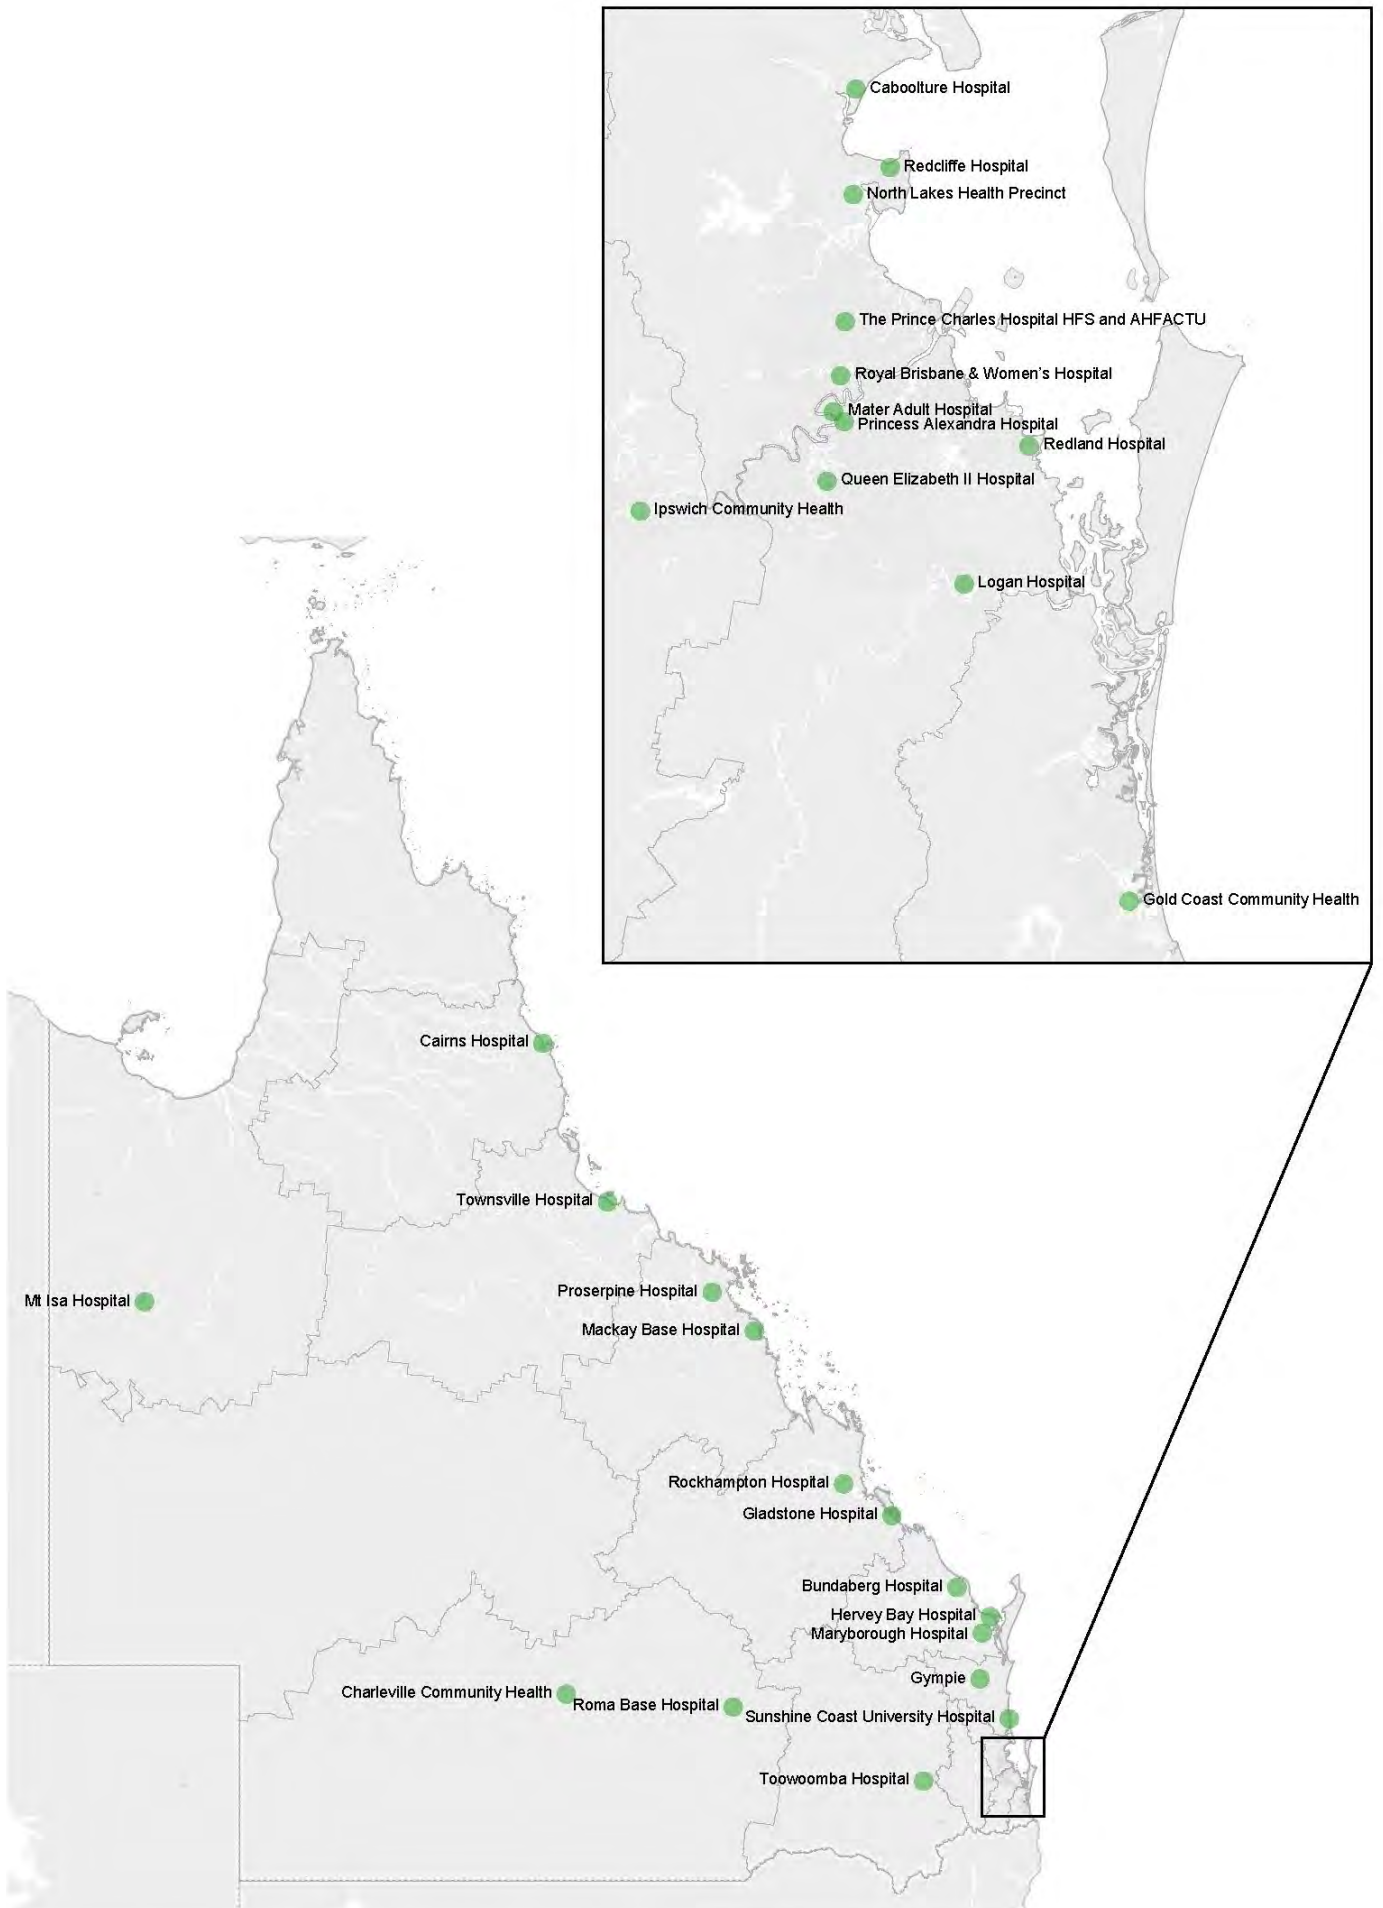 Caboolture Hospital
Redcliffe Hospital
North Lakes Health Precinct
The Prince Charles Hospital HFS and AHFACTU
Royal Brisbane & Women's Hospital
Mater Adult Hospital
Princess Alexandra Hospital
Redland Hospital
Queen Elizabeth II Hospital
Ipswich Community Health
Logan Hospital
Gold Coast Community Health
Cairns Hospital
Townsville Hospital
Proserpine Hospital
Mt Isa Hospital
Mackay Base Hospital
Rockhampton Hospital
Gladstone Hospital
Bundaberg Hospital
Hervey Bay Hospital
Maryborough Hospital
Gympie
Charleville Community Health
Roma Base Hospital
Sunshine Coast University Hospital
Toowoomba Hospital